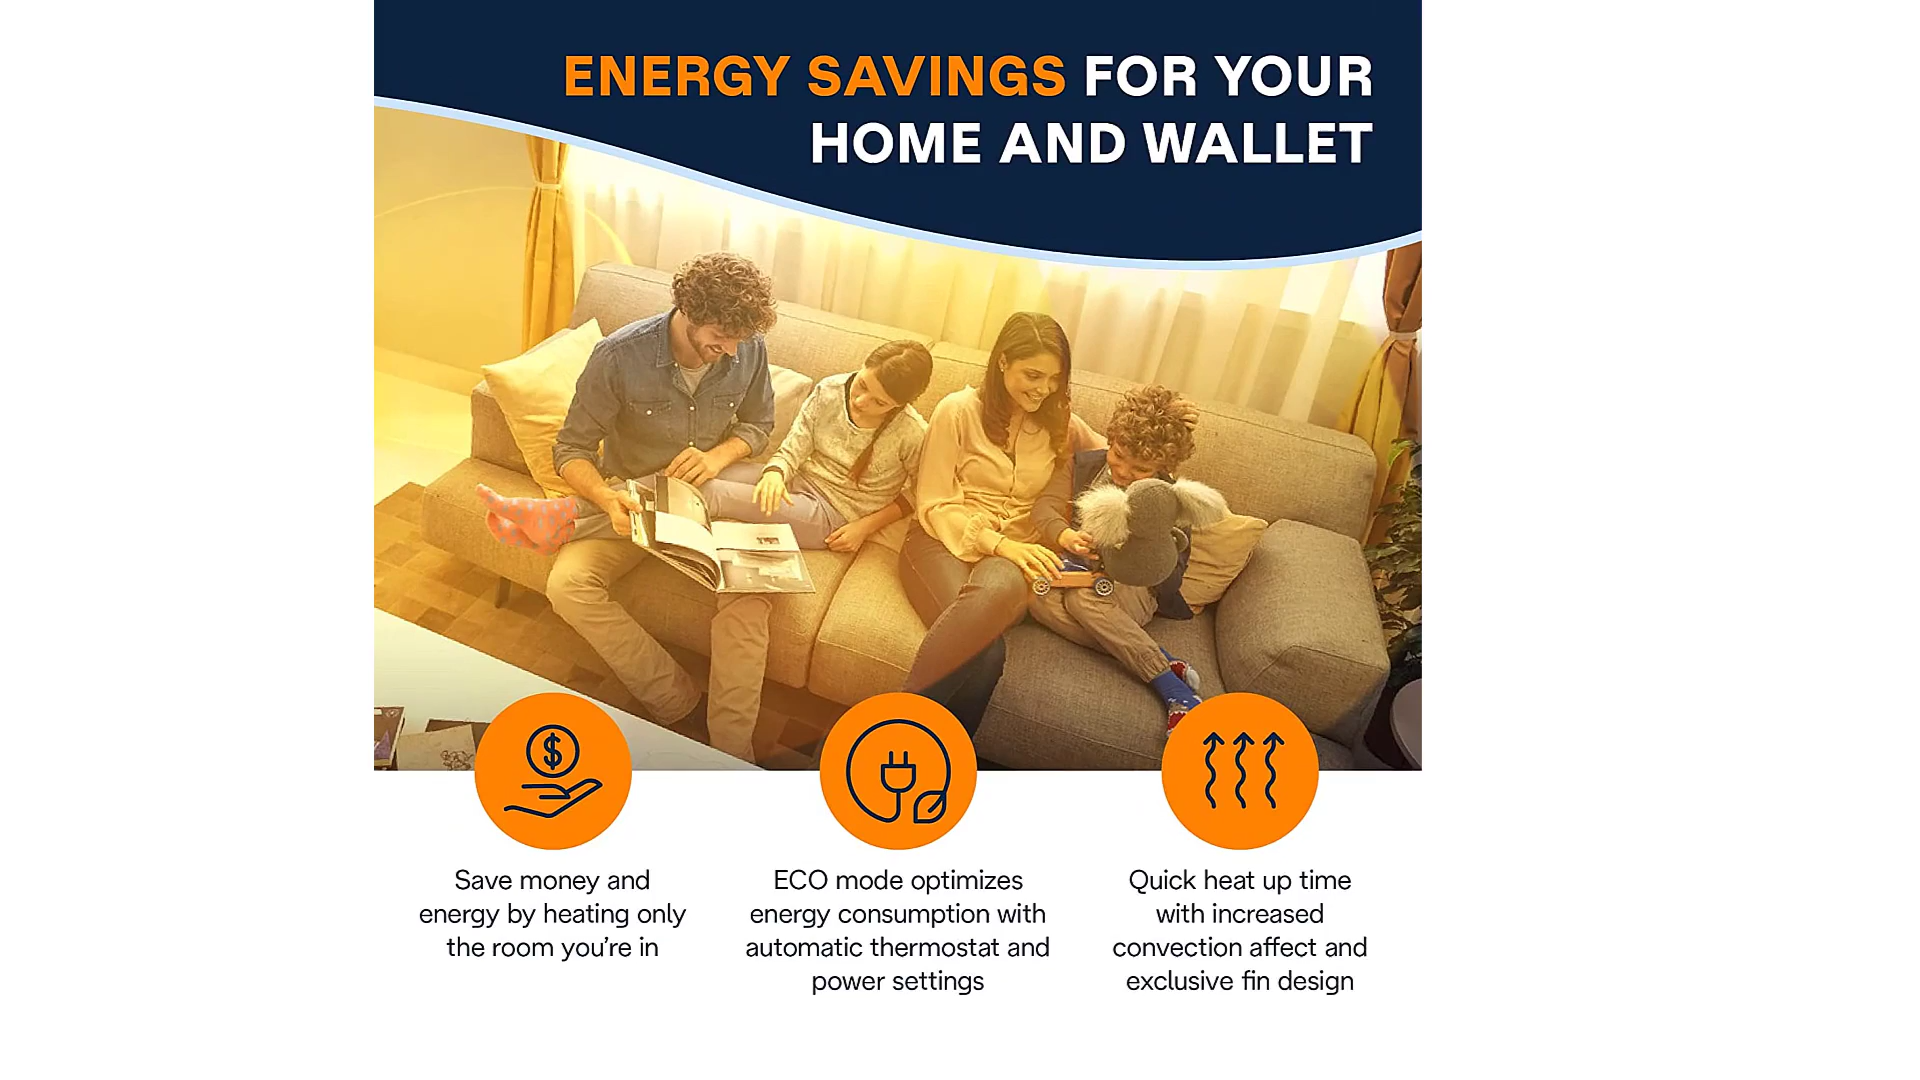 ENERGY SAVINGS FOR YOUR
HOME AND WALLET
$
Save money and
energy by heating only
the room you’re in
ECO mode optimizes
energy consumption with
automatic thermostat and
power settings
Quick heat up time
with increased
convection affect and
exclusive fin design